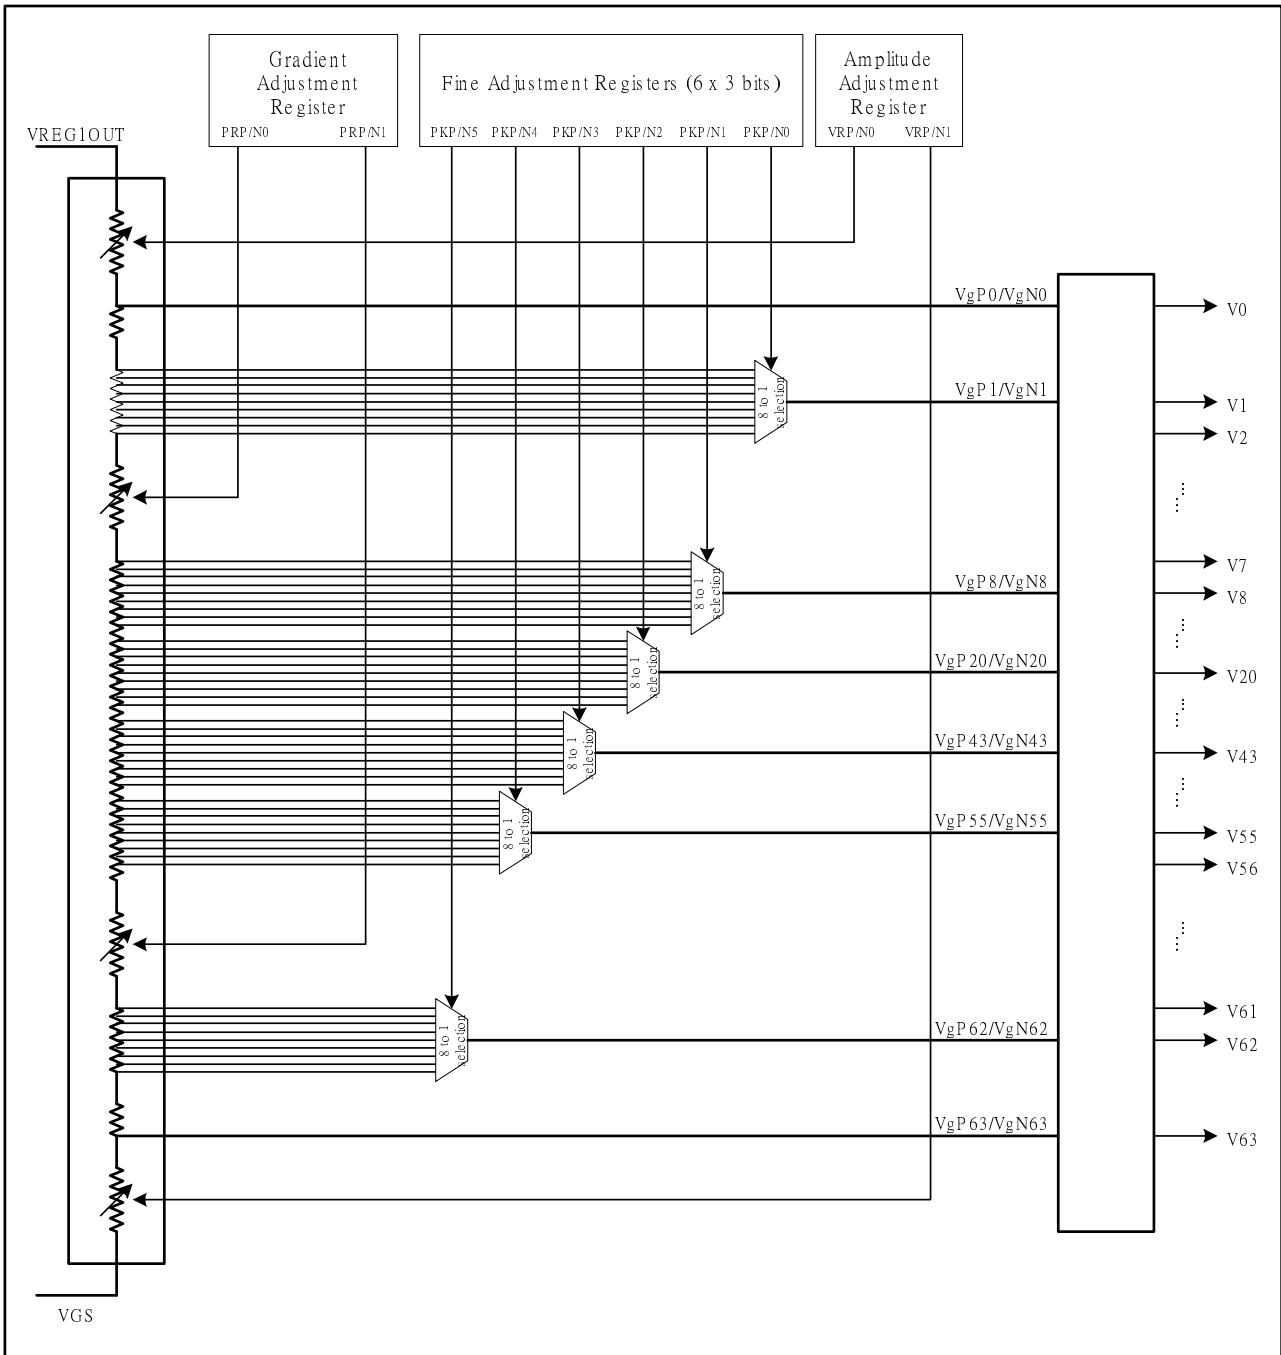 Gradient
Adjustment
Register
PRP/N0 PRP/N1
Fine Adjustment Registers (6 x 3 bits)
PKP/N5 PKP/N4 PKP/N3 PKP/N2 PKP/N1 PKP/N0
Amplitude
Adjustment
Register
VRP/N0 VRP/N1
VREG1OUT
VgP0/VgN0
V0
8 to 1
selection
VgP1/VgN1
V1
V2
8 to 1
selection
VgP8/VgN8
V7
V8
8 to 1
selection
VgP20/VgN20
V20
8 to 1
selection
VgP43/VgN43
V43
8 to 1
selection
VgP55/VgN55
V55
V56
8 to 1
selection
VgP62/VgN62
V61
V62
VgP63/VgN63
V63
VGS